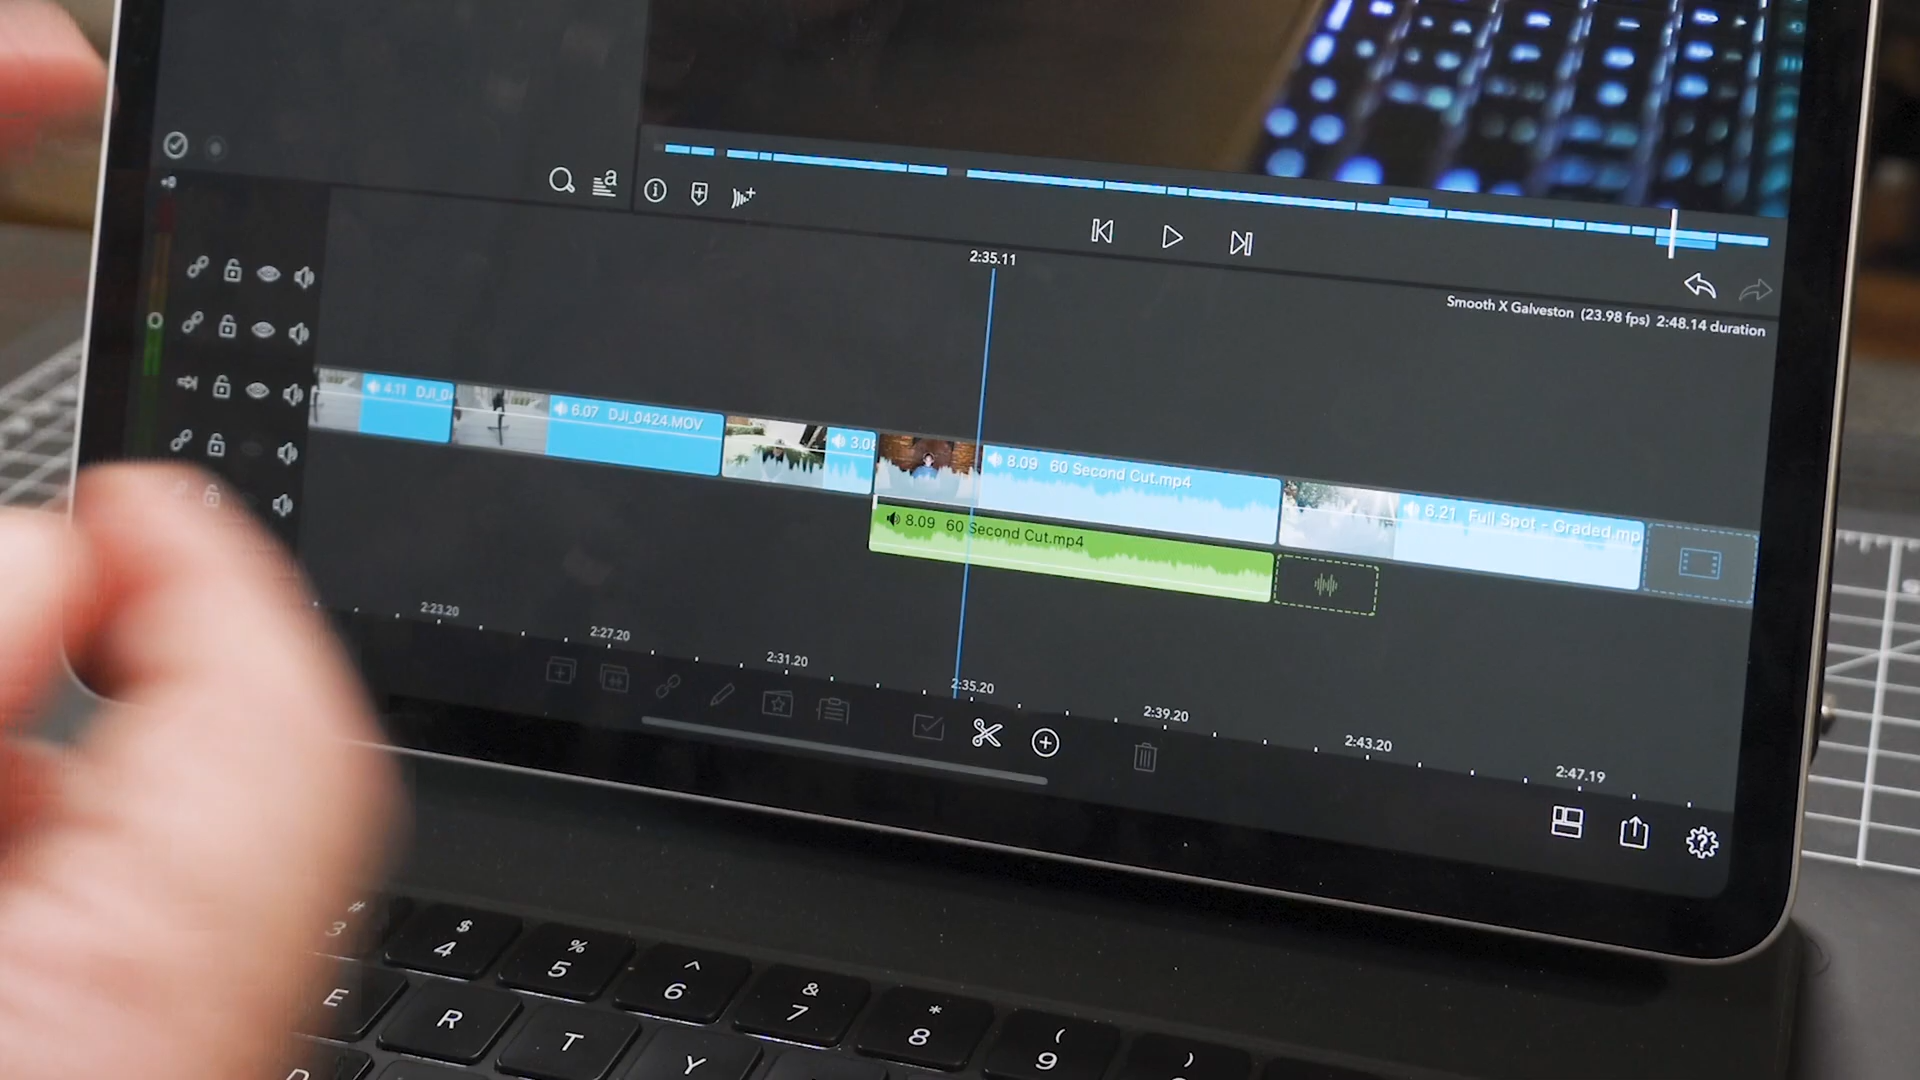 a
2:35.11
Smooth X Galveston (23.98 fps) 2:48.14 duration
4.11 DJI_0
6.07 DJI_0424.MOV
3.08
8.09 60 Second Cut.mp4
6.21 Full Spot - Graded.mp
8.09 60 Second Cut.mp4
2:23.20
2:27.20
2:31.20
2:35.20
2:39.20
2:43.20
2:47.19
# $ % ^ & * ( )
3 4 5 6 7 8 9
E R T Y
D